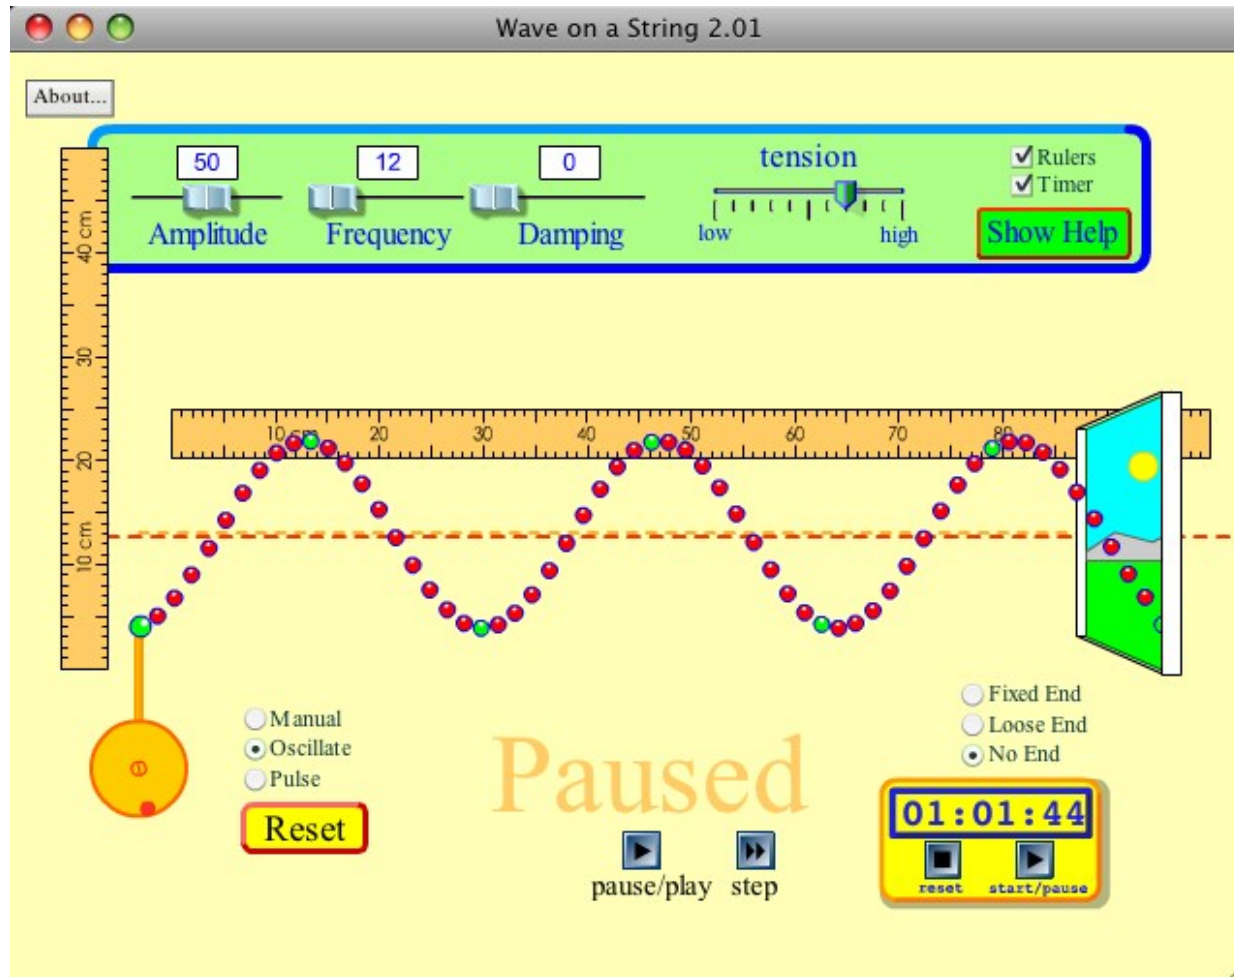 Wave on a String 2.01
About...
50
12
0
tension
Rulers
Timer
Amplitude
Frequency
Damping
low
high
Show Help
40 cm
30
20
10 cm
10 cm
20
30
40
50
60
70
80
Manual
Oscillate
Pulse
Reset
Paused
pause/play
step
Fixed End
Loose End
No End
01:01:44
reset
start/pause